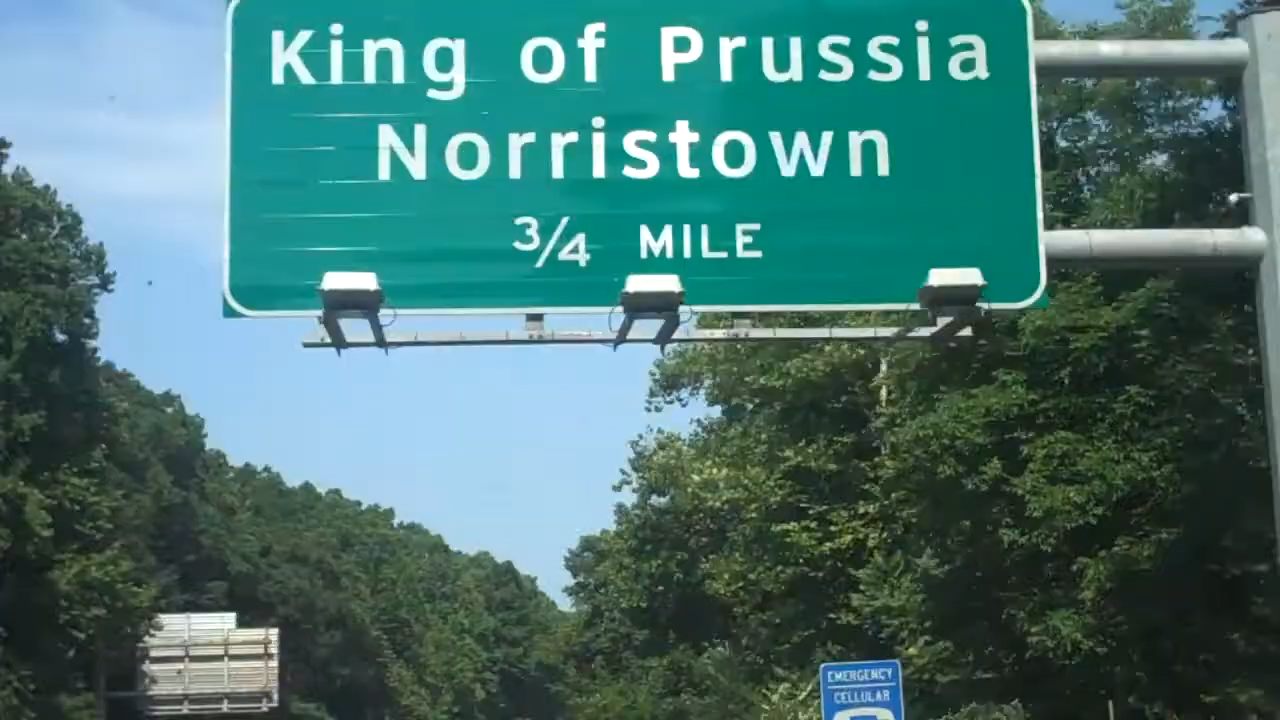 King of Prussia
Norristown
3/4 MILE
EMERGENCY
CELLULAR